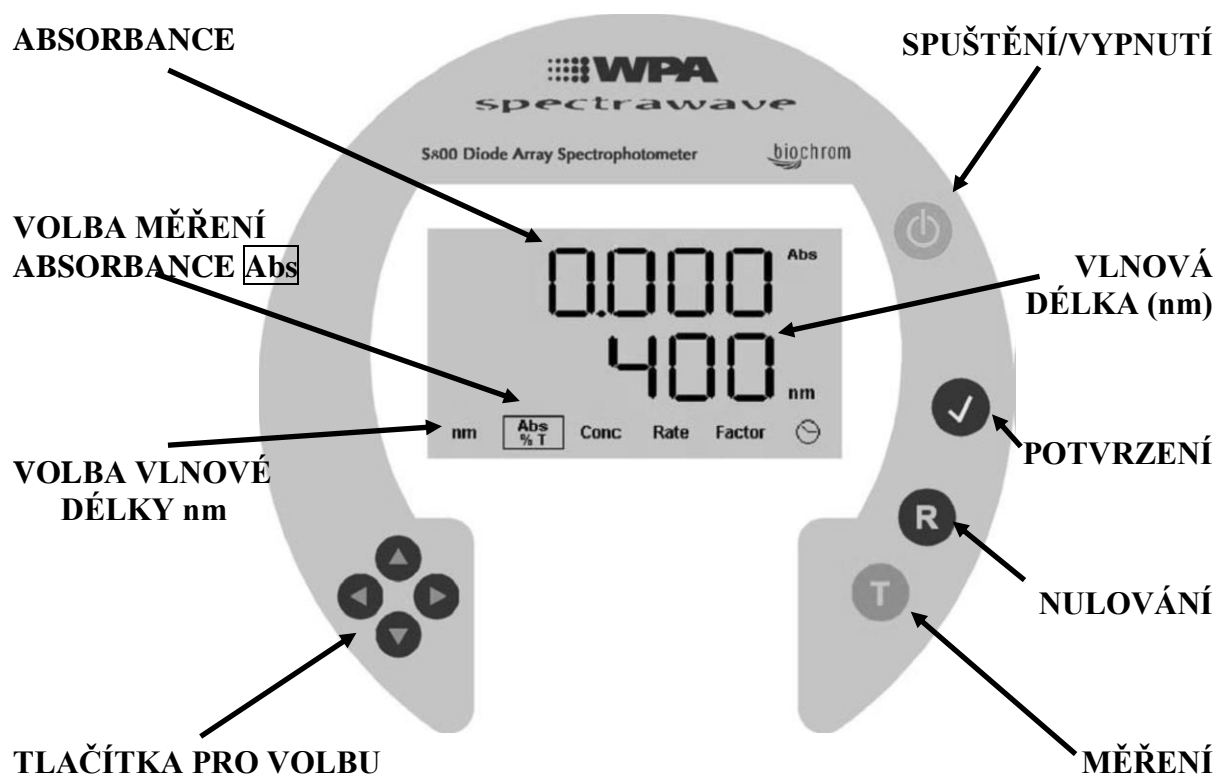 ABSORBANCE
SPUŠTĚNÍ/VYPNUTÍ
WPA
spectrawave
S800 Diode Array Spectrophotometer
biochrom
VOLBA MĚŘENÍ
ABSORBANCE Abs
0.000 Abs
VLNOVÁ
DÉLKA (nm)
400 nm
nm Abs Conc Rate Factor
% T
POTVRZENÍ
VOLBA VLNOVÉ
DÉLKY nm
R
NULOVÁNÍ
T
TLAČÍTKA PRO VOLBU
MĚŘENÍ